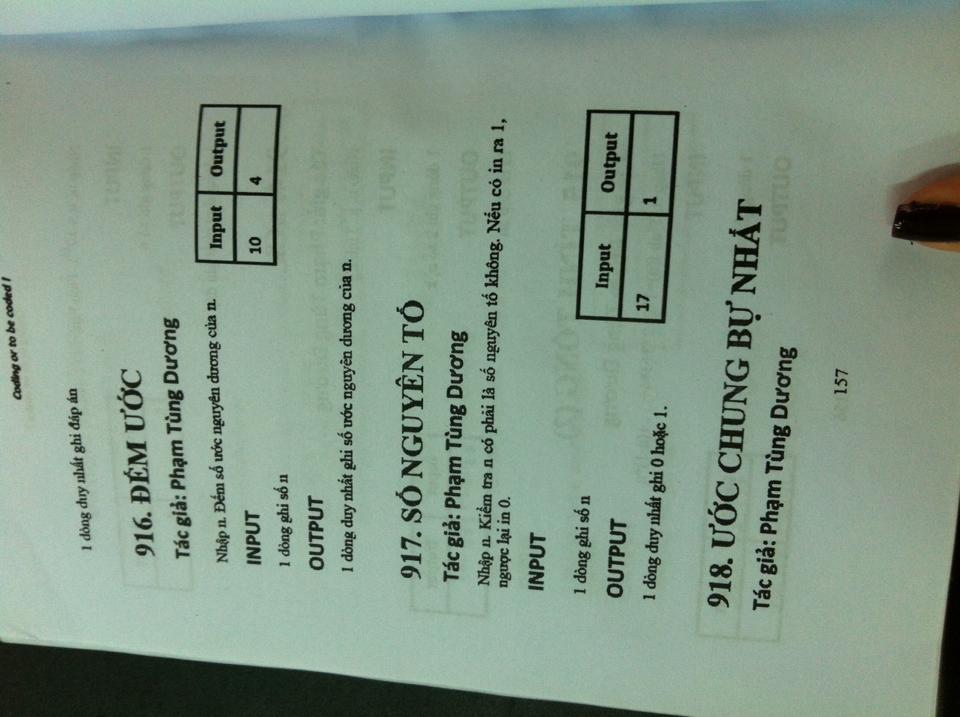 Coding or to be coded !
1 dòng duy nhất ghi đáp án
916. ĐẾM ƯỚC
Tác giả: Phạm Tùng Dương
Nhập n. Đếm số ước nguyên dương của n.
INPUT
1 dòng ghi số n
OUTPUT
1 dòng duy nhất ghi số ước nguyên dương của n.
Input Output
10 4
917. SỐ NGUYÊN TỐ
Tác giả: Phạm Tùng Dương
Nhập n. Kiểm tra n có phải là số nguyên tố không. Nếu có in ra 1,
ngược lại in 0.
INPUT
1 dòng ghi số n
OUTPUT
1 dòng duy nhất ghi 0 hoặc 1.
Input Output
17 1
918. ƯỚC CHUNG BỰ NHẤT
Tác giả: Phạm Tùng Dương
157